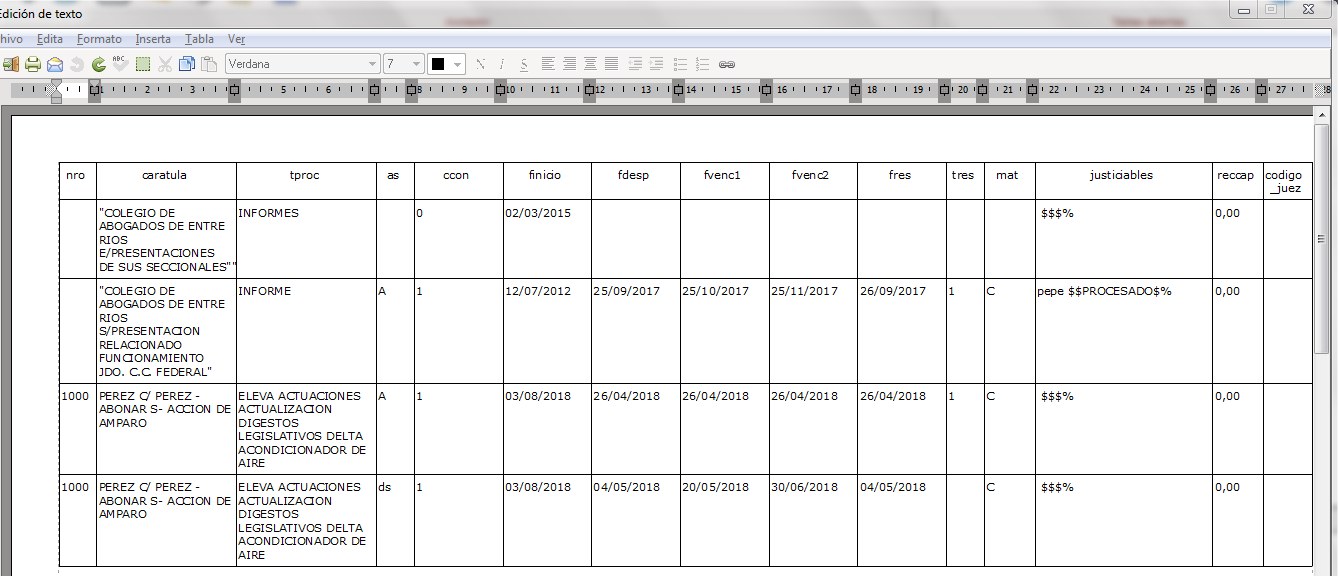 Edición de texto
hivo Edita Formato Inserta Tabla Ver
ABC Verdana 7 N I S
1 2 3 4 5 6 7 8 9 10 11 12 13 14 15 16 17 18 19 20 21 22 23 24 25 26 27 28
nro caratula tproc as ccon finicio fdesp fvenc1 fvenc2 fres tres mat justiciables reccap codigo
_juez
"COLEGIO DE INFORMES 0 02/03/2015 $$$% 0,00
ABOGADOS DE ENTRE
RIOS
E/PRESENTACIONES
DE SUS SECCIONALES""
"COLEGIO DE INFORME A 1 12/07/2012 25/09/2017 25/10/2017 25/11/2017 26/09/2017 1 C pepe $$PROCESADO$% 0,00
ABOGADOS DE ENTRE
RIOS
S/PRESENTACION
RELACIONADO
FUNCIONAMIENTO
JDO. C.C. FEDERAL"
1000 PEREZ C/ PEREZ - ELEVA ACTUACIONES A 1 03/08/2018 26/04/2018 26/04/2018 26/04/2018 26/04/2018 1 C $$$% 0,00
ABONAR S- ACCION DE ACTUALIZACION
AMPARO DIGESTOS
LEGISLATIVOS DELTA
ACONDICIONADOR DE
AIRE
1000 PEREZ C/ PEREZ - ELEVA ACTUACIONES ds 1 03/08/2018 04/05/2018 20/05/2018 30/06/2018 04/05/2018 C $$$% 0,00
ABONAR S- ACCION DE ACTUALIZACION
AMPARO DIGESTOS
LEGISLATIVOS DELTA
ACONDICIONADOR DE
AIRE